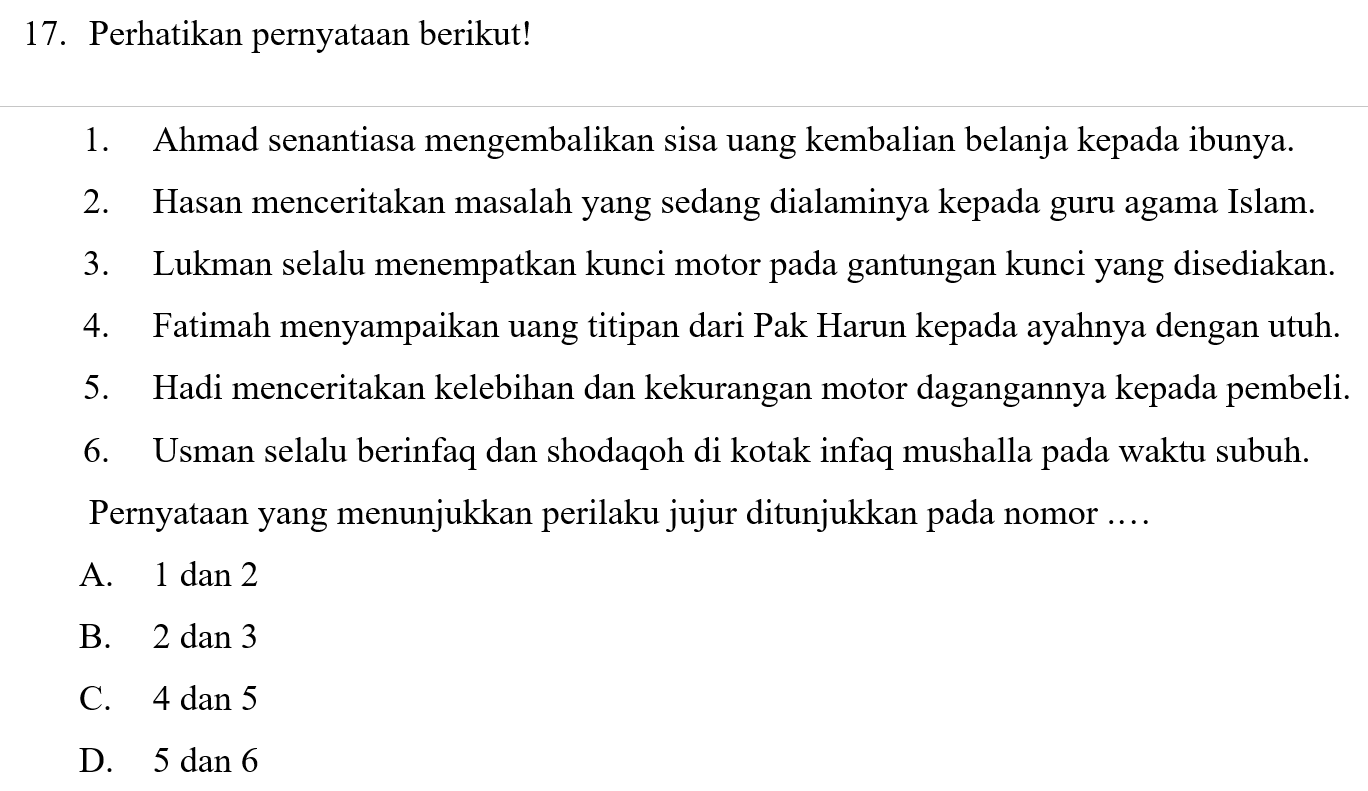 17. Perhatikan pernyataan berikut!
1. Ahmad senantiasa mengembalikan sisa uang kembalian belanja kepada ibunya.
2. Hasan menceritakan masalah yang sedang dialaminya kepada guru agama Islam.
3. Lukman selalu menempatkan kunci motor pada gantungan kunci yang disediakan.
4. Fatimah menyampaikan uang titipan dari Pak Harun kepada ayahnya dengan utuh.
5. Hadi menceritakan kelebihan dan kekurangan motor dagangannya kepada pembeli.
6. Usman selalu berinfaq dan shodaqoh di kotak infaq mushalla pada waktu subuh.
Pernyataan yang menunjukkan perilaku jujur ditunjukkan pada nomor ….
A. 1 dan 2
B. 2 dan 3
C. 4 dan 5
D. 5 dan 6